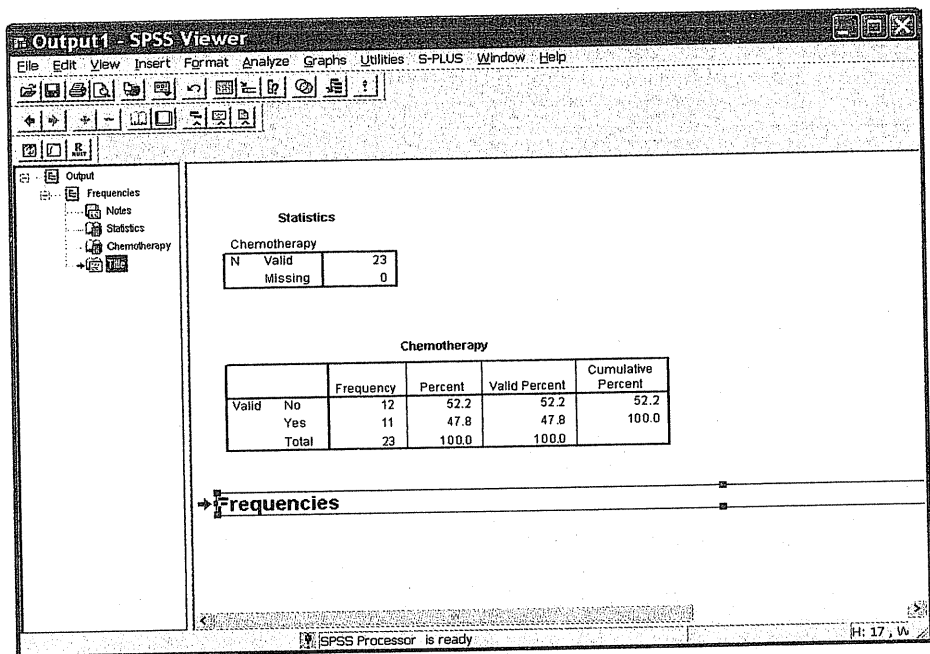 Output1 - SPSS Viewer
File Edit View Insert Format Analyze Graphs Utilities S-PLUS Window Help
Output
Frequencies
Notes
Statistics
Chemotherapy
Title
Statistics
Chemotherapy
N Valid 23
Missing 0
Chemotherapy
Frequency Percent Valid Percent Cumulative Percent
Valid No 12 52.2 52.2 52.2
Yes 11 47.8 47.8 100.0
Total 23 100.0 100.0
Frequencies
SPSS Processor is ready
H: 17 , W